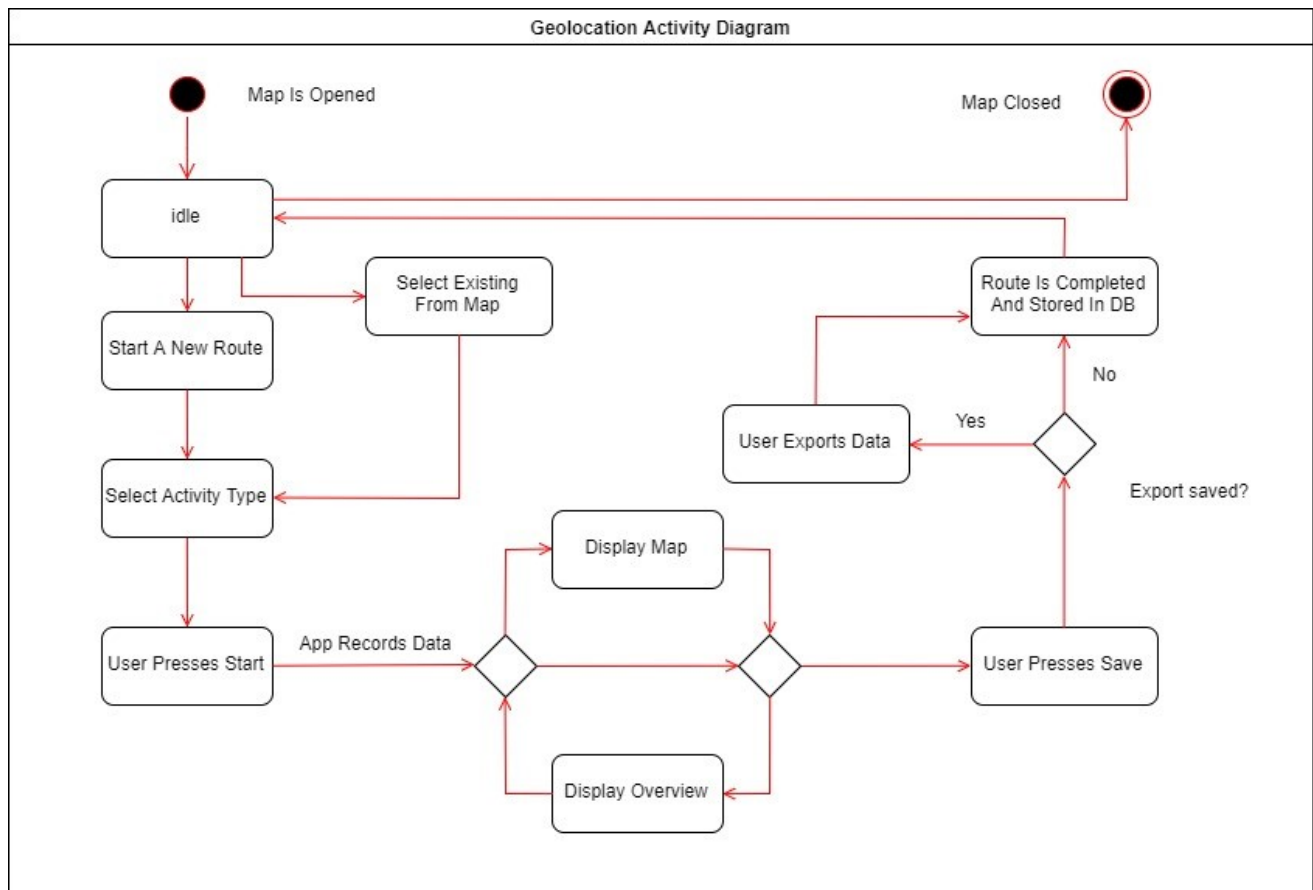 Geolocation Activity Diagram
Map Is Opened
Map Closed
idle
Select Existing
From Map
Route Is Completed
And Stored In DB
Start A New Route
No
Yes
User Exports Data
Select Activity Type
Export saved?
Display Map
App Records Data
User Presses Start
User Presses Save
Display Overview